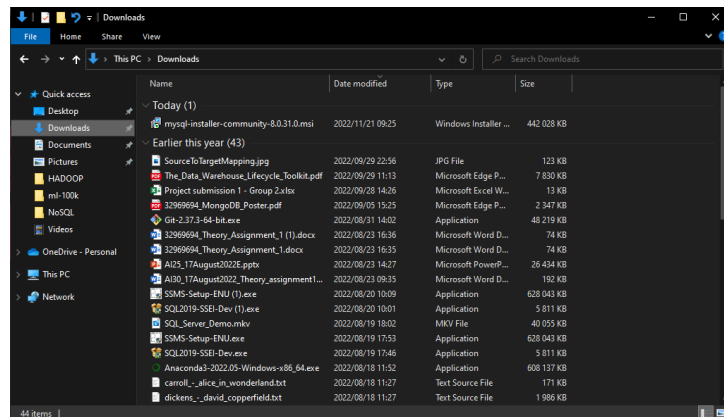 Downloads
File Home Share View
This PC > Downloads Search Downloads
Name Date modified Type Size
Quick access
Desktop
Downloads
Documents
Pictures
HADOOP
ml-100k
NoSQL
Videos
OneDrive - Personal
This PC
Network
Today (1)
mysql-installer-community-8.0.31.0.msi 2022/11/21 09:25 Windows Installer ... 442 028 KB
Earlier this year (43)
SourceToTargetMapping.jpg 2022/09/29 22:56 JPG File 123 KB
The_Data_Warehouse_Lifecycle_Toolkit.pdf 2022/09/29 11:13 Microsoft Edge P... 7 830 KB
Project submission 1 - Group 2.xlsx 2022/09/28 14:26 Microsoft Excel W... 13 KB
32969694_MongoDB_Poster.pdf 2022/09/05 15:25 Microsoft Edge P... 2 347 KB
Git-2.37.3-64-bit.exe 2022/08/31 14:02 Application 48 219 KB
32969694_Theory_Assignment_1 (1).docx 2022/08/23 16:36 Microsoft Word D... 74 KB
32969694_Theory_Assignment_1.docx 2022/08/23 16:35 Microsoft Word D... 74 KB
AI25_17August2022E.pptx 2022/08/23 14:27 Microsoft PowerP... 26 434 KB
AI30_17August2022_Theory_assignment1... 2022/08/23 09:35 Microsoft Word D... 192 KB
SSMS-Setup-ENU (1).exe 2022/08/20 10:09 Application 628 043 KB
SQL2019-SSEI-Dev (1).exe 2022/08/20 10:01 Application 5 811 KB
SQL_Server_Demo.mkv 2022/08/19 18:02 MKV File 40 055 KB
SSMS-Setup-ENU.exe 2022/08/19 17:53 Application 628 043 KB
SQL2019-SSEI-Dev.exe 2022/08/19 17:46 Application 5 811 KB
Anaconda3-2022.05-Windows-x86_64.exe 2022/08/18 11:52 Application 608 137 KB
carroll_-_alice_in_wonderland.txt 2022/08/18 11:27 Text Source File 171 KB
dickens_-_david_copperfield.txt 2022/08/18 11:27 Text Source File 1 986 KB
44 items